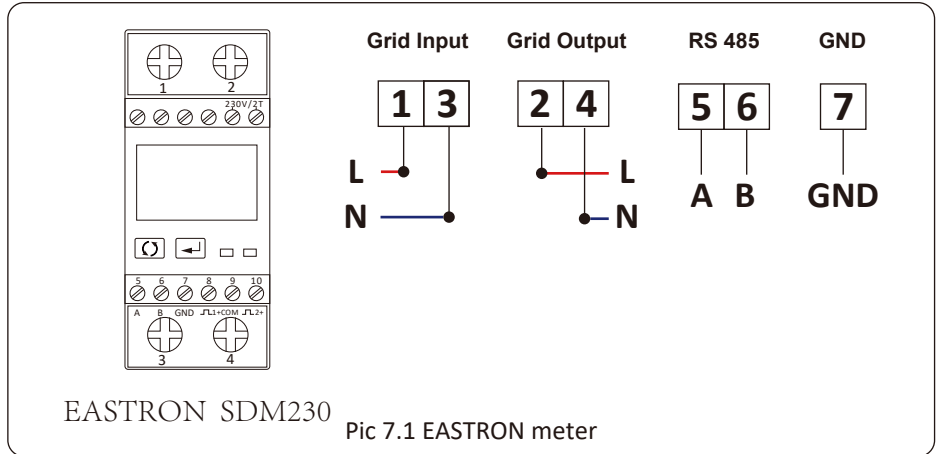 Grid Input Grid Output RS 485 GND
1 2
230V/2T
1 3 2 4 5 6 7
L L
A B GND
N N
5 6 7 8 9 10
A B GND 1+COM 2+
3 4
EASTRON SDM230
Pic 7.1 EASTRON meter